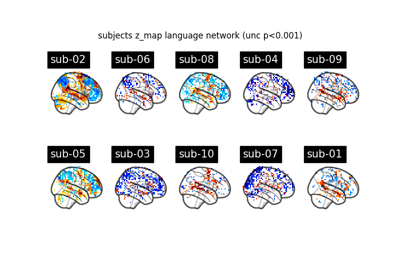 subjects z_map language network (unc p<0.001)
sub-02 sub-06 sub-08 sub-04 sub-09
sub-05 sub-03 sub-10 sub-07 sub-01